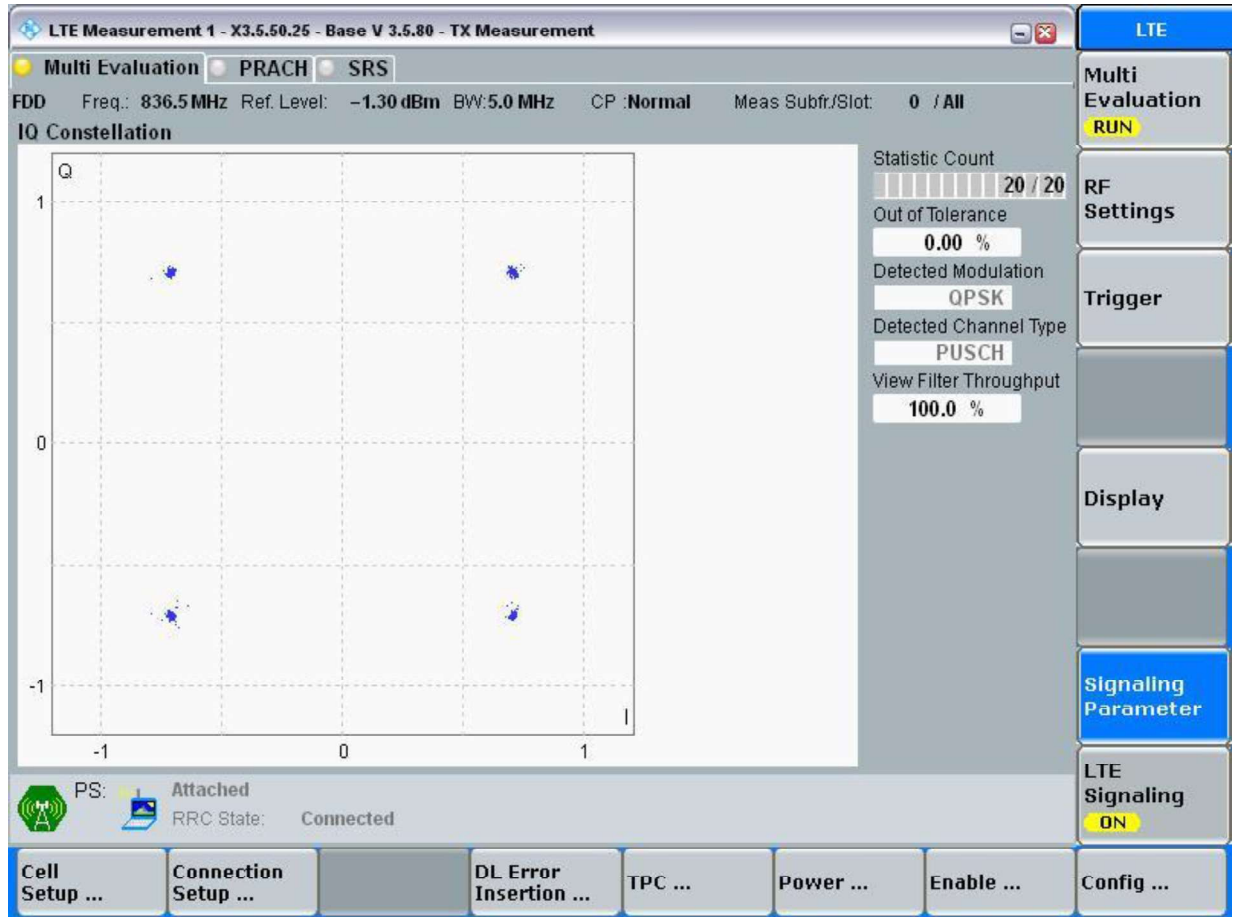 LTE Measurement 1 - X3.5.50.25 - Base V 3.5.80 - TX Measurement
LTE
Multi Evaluation PRACH SRS
FDD Freq.: 836.5 MHz Ref. Level: −1.30 dBm BW:5.0 MHz CP :Normal Meas Subfr./Slot: 0 / All
IQ Constellation
Q
1
0
-1
I
-1 0 1
Statistic Count
20 / 20
Out of Tolerance
0.00 %
Detected Modulation
QPSK
Detected Channel Type
PUSCH
View Filter Throughput
100.0 %
Multi
Evaluation
RUN
RF
Settings
Trigger
Display
Signaling
Parameter
LTE
Signaling
ON
PS: Attached
RRC State: Connected
Cell
Setup ...
Connection
Setup ...
DL Error
Insertion ...
TPC ...
Power ...
Enable ...
Config ...